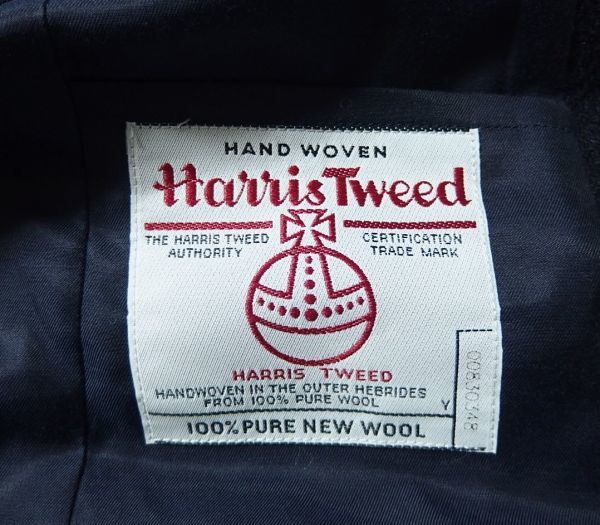 HAND WOVEN
Harris Tweed
THE HARRIS TWEED
AUTHORITY
CERTIFICATION
TRADE MARK
HARRIS TWEED
HANDWOVEN IN THE OUTER HEBRIDES
FROM 100% PURE WOOL
Y
100% PURE NEW WOOL
00830348